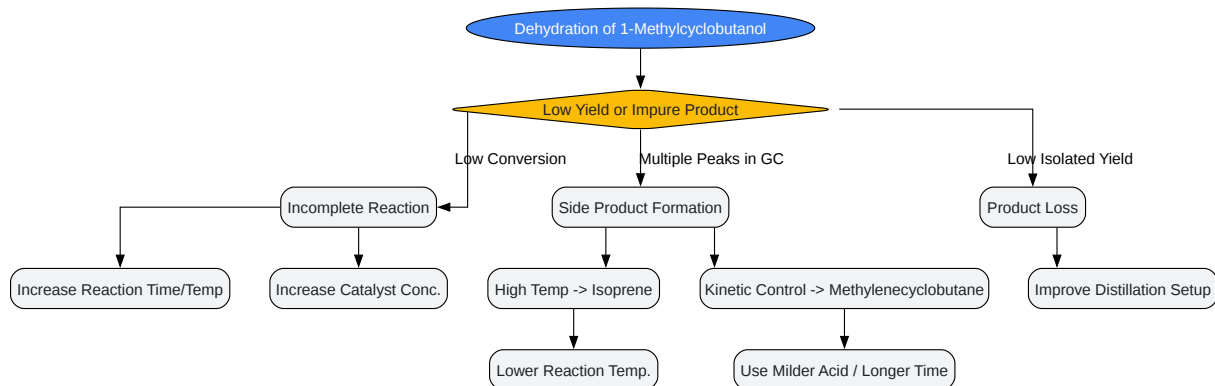 Dehydration of 1-Methylcyclobutanol
Low Yield or Impure Product
Low Conversion
Multiple Peaks in GC
Low Isolated Yield
Incomplete Reaction
Side Product Formation
Product Loss
Increase Reaction Time/Temp
Increase Catalyst Conc.
High Temp -> Isoprene
Kinetic Control -> Methylenecyclobutane
Improve Distillation Setup
Lower Reaction Temp.
Use Milder Acid / Longer Time